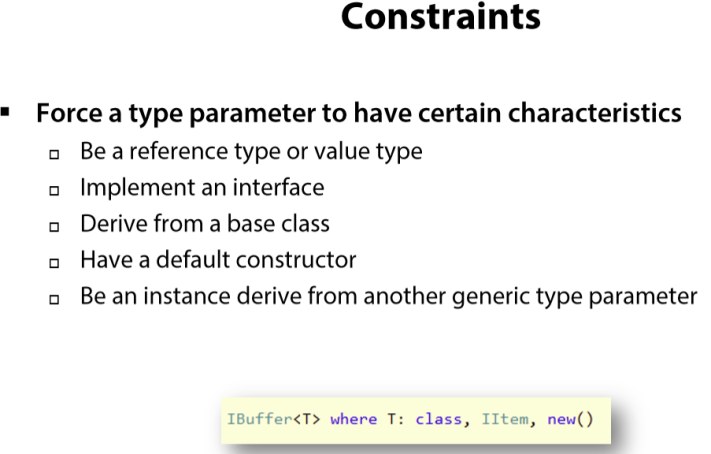 Constraints
Force a type parameter to have certain characteristics
Be a reference type or value type
Implement an interface
Derive from a base class
Have a default constructor
Be an instance derive from another generic type parameter
IBuffer<T> where T: class, IItem, new()